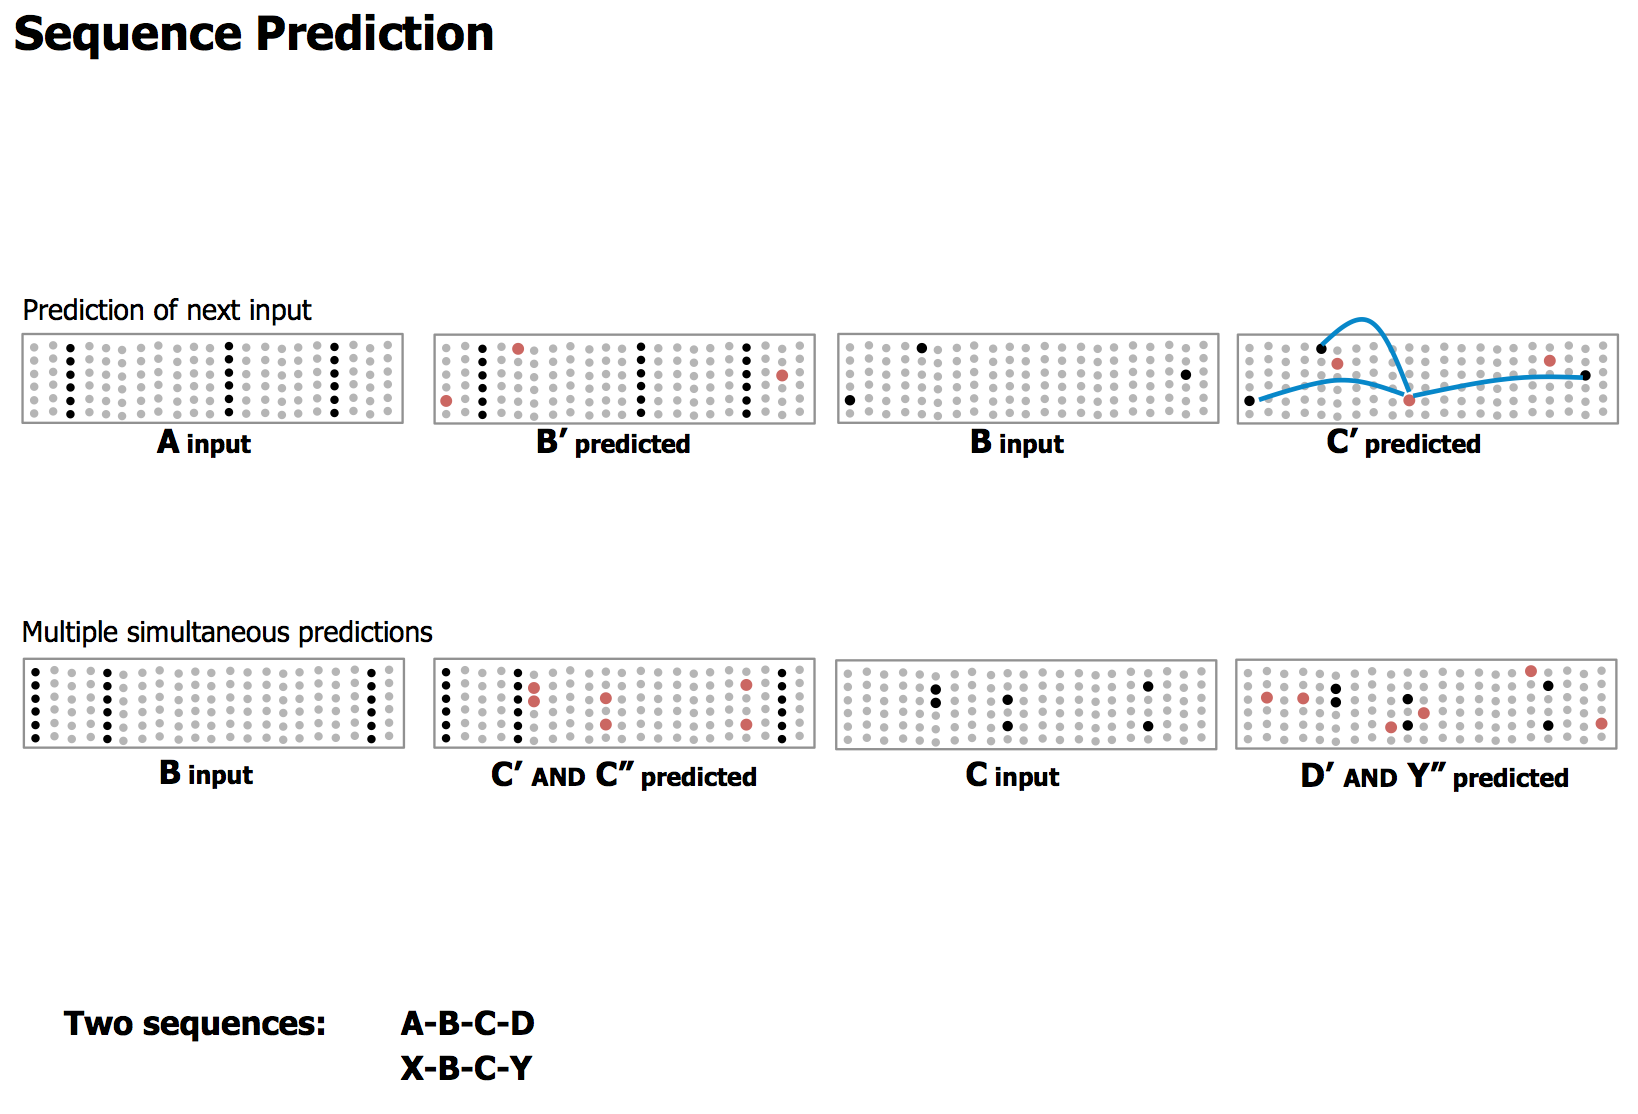 Sequence Prediction
Prediction of next input
A input
B′ predicted
B input
C′ predicted
Multiple simultaneous predictions
B input
C′ AND C″ predicted
C input
D′ AND Y″ predicted
Two sequences: A-B-C-D
X-B-C-Y